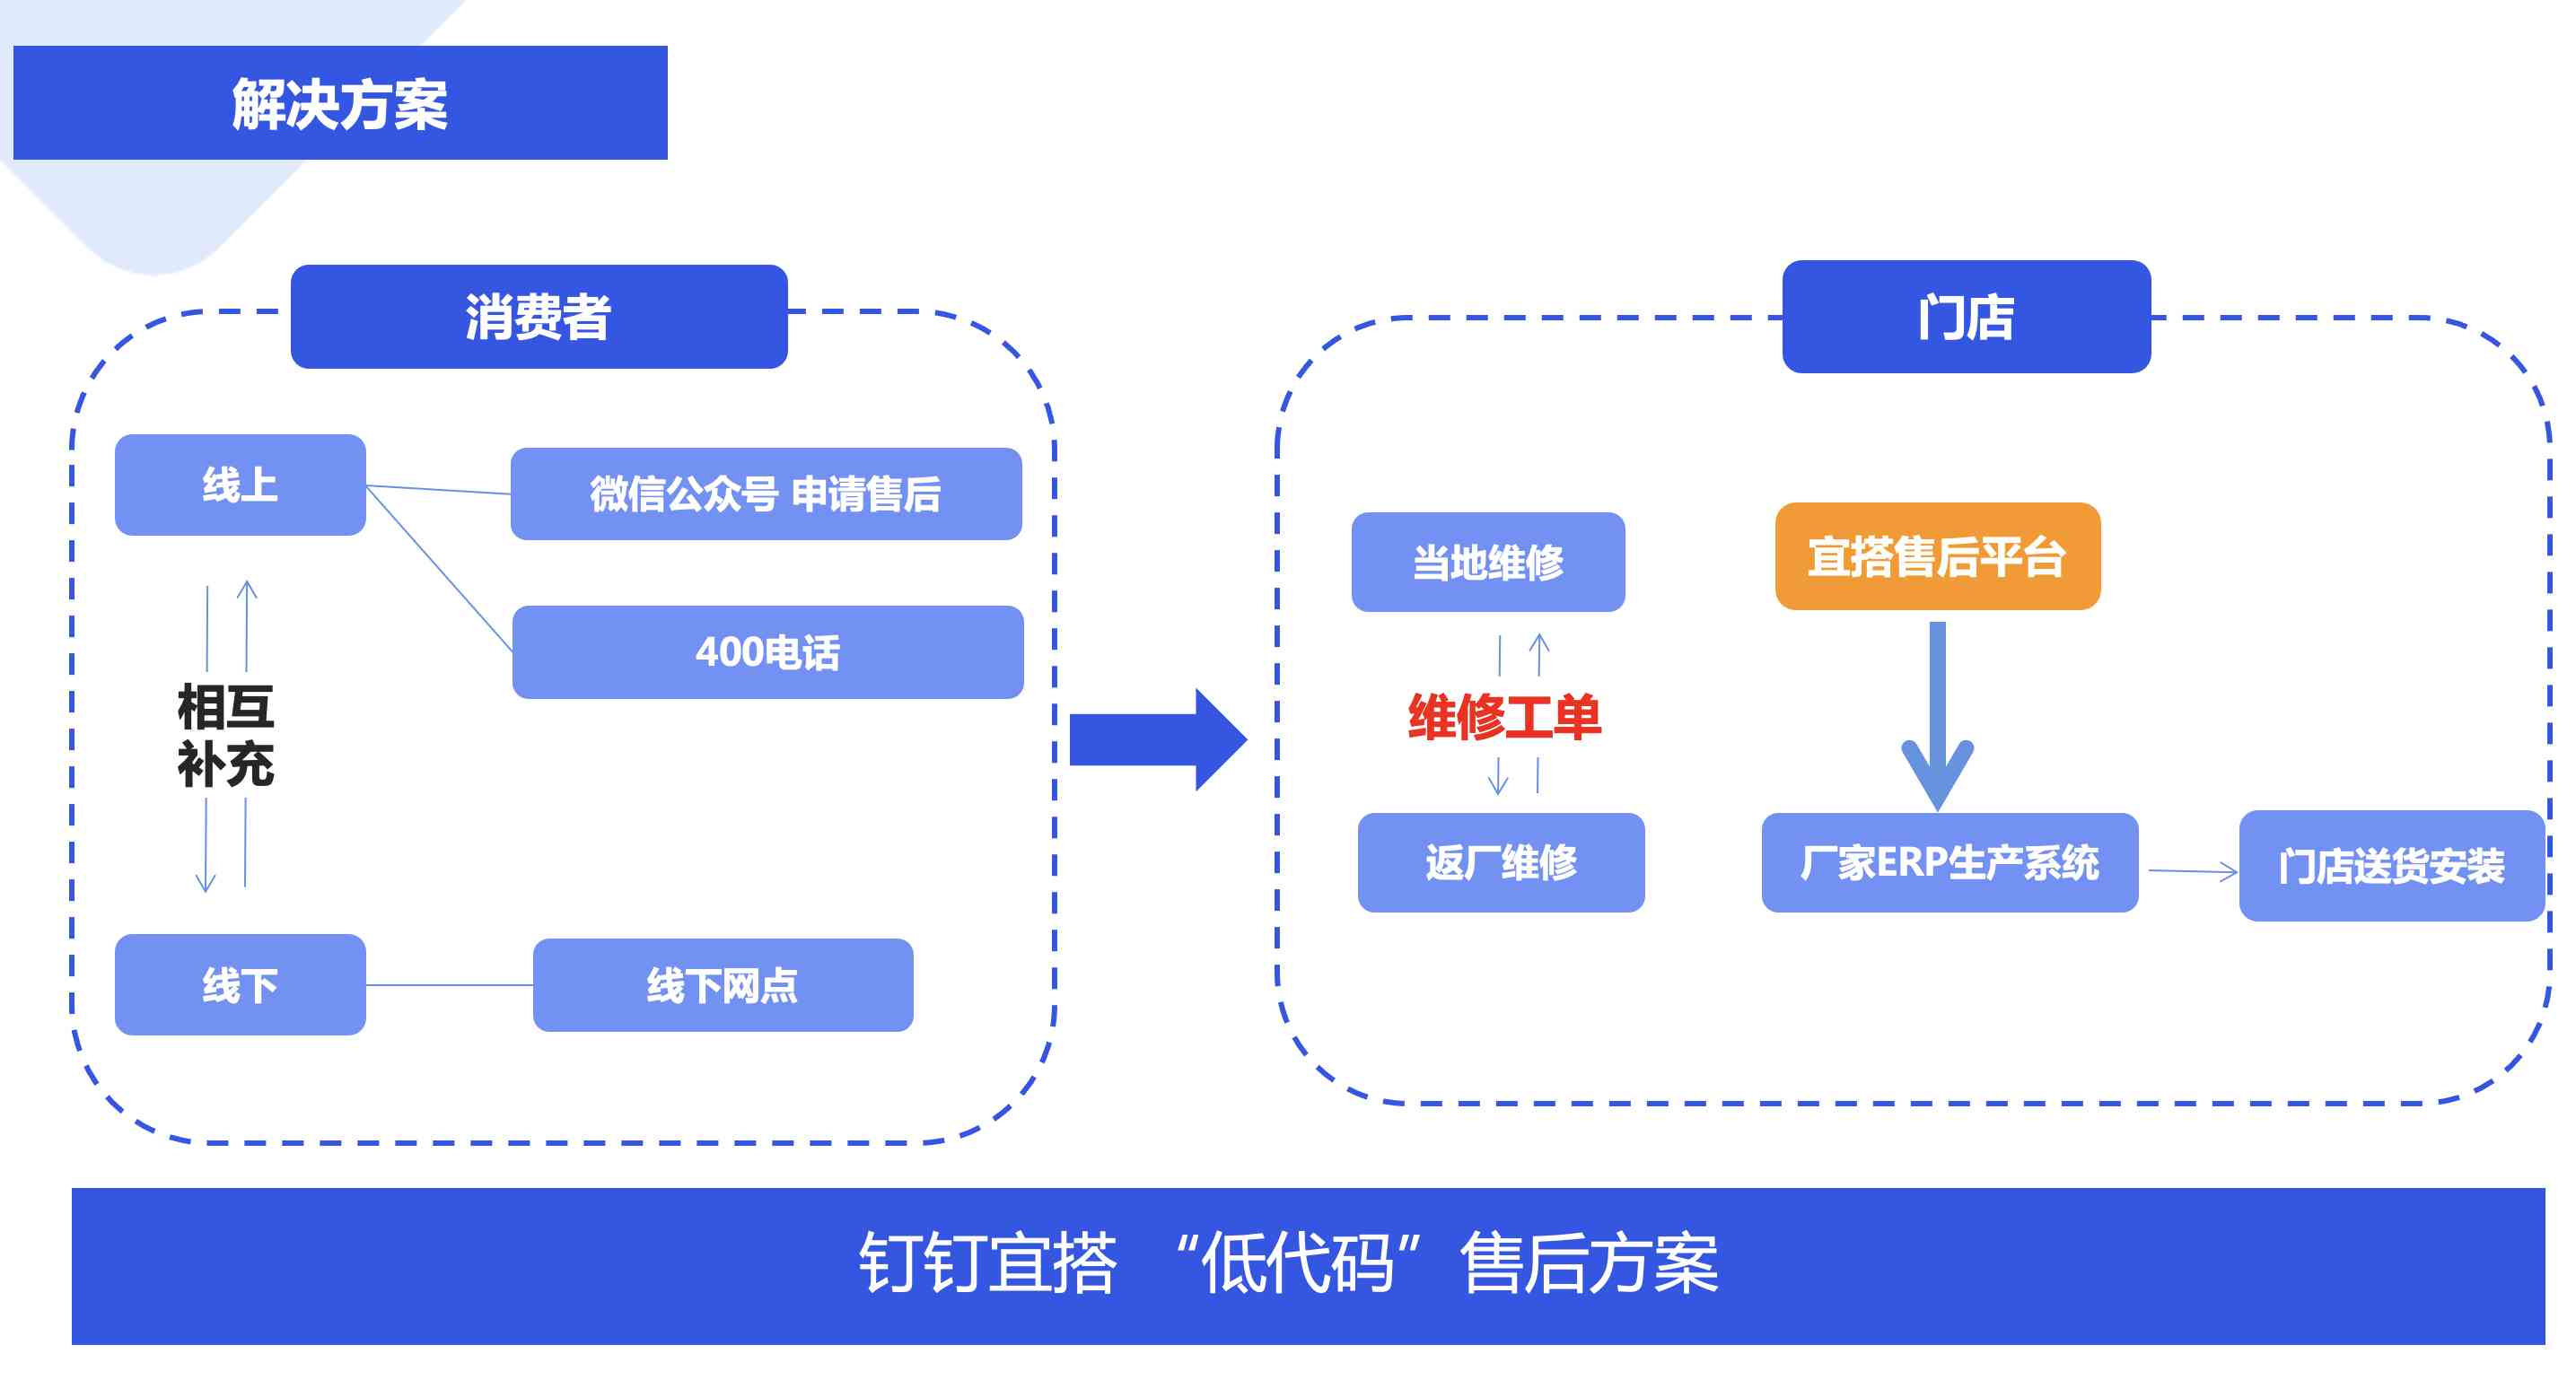 解决方案
消费者
线上
微信公众号 申请售后
400电话
相互
补充
线下
线下网点
门店
当地维修
宜搭售后平台
维修工单
返厂维修
厂家ERP生产系统
门店送货安装
钉钉宜搭 “低代码”售后方案